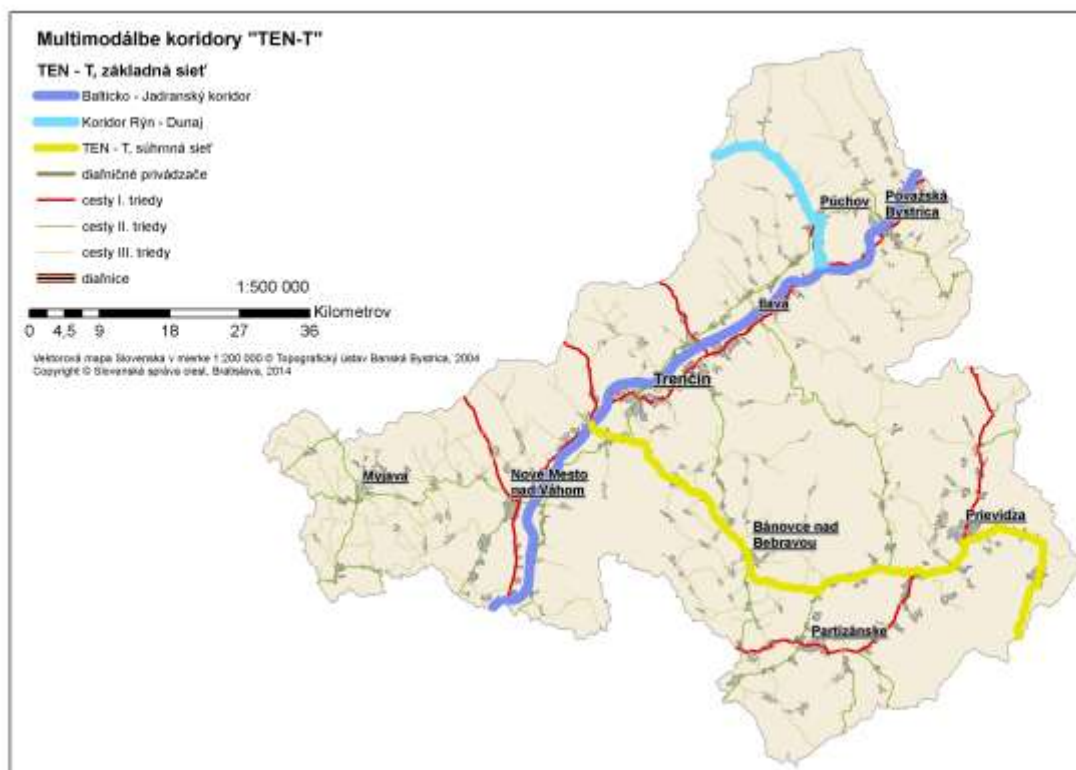 Multimodálbe koridory "TEN-T"
TEN - T, základná sieť
Balticko - Jadranský koridor
Koridor Rýn - Dunaj
TEN - T, súhrnná sieť
diaľničné privádzače
cesty I. triedy
cesty II. triedy
cesty III. triedy
diaľnice
1:500 000
Kilometrov
0 4,5 9 18 27 36
Vektorová mapa Slovenska v mierke 1:200 000 © Topografický ústav Banská Bystrica, 2004
Copyright © Slovenská správa ciest, Bratislava, 2014
Púchov
Považská
Bystrica
Ilava
Trenčín
Myjava
Nové Mesto
nad Váhom
Bánovce nad
Bebravou
Prievidza
Partizánske